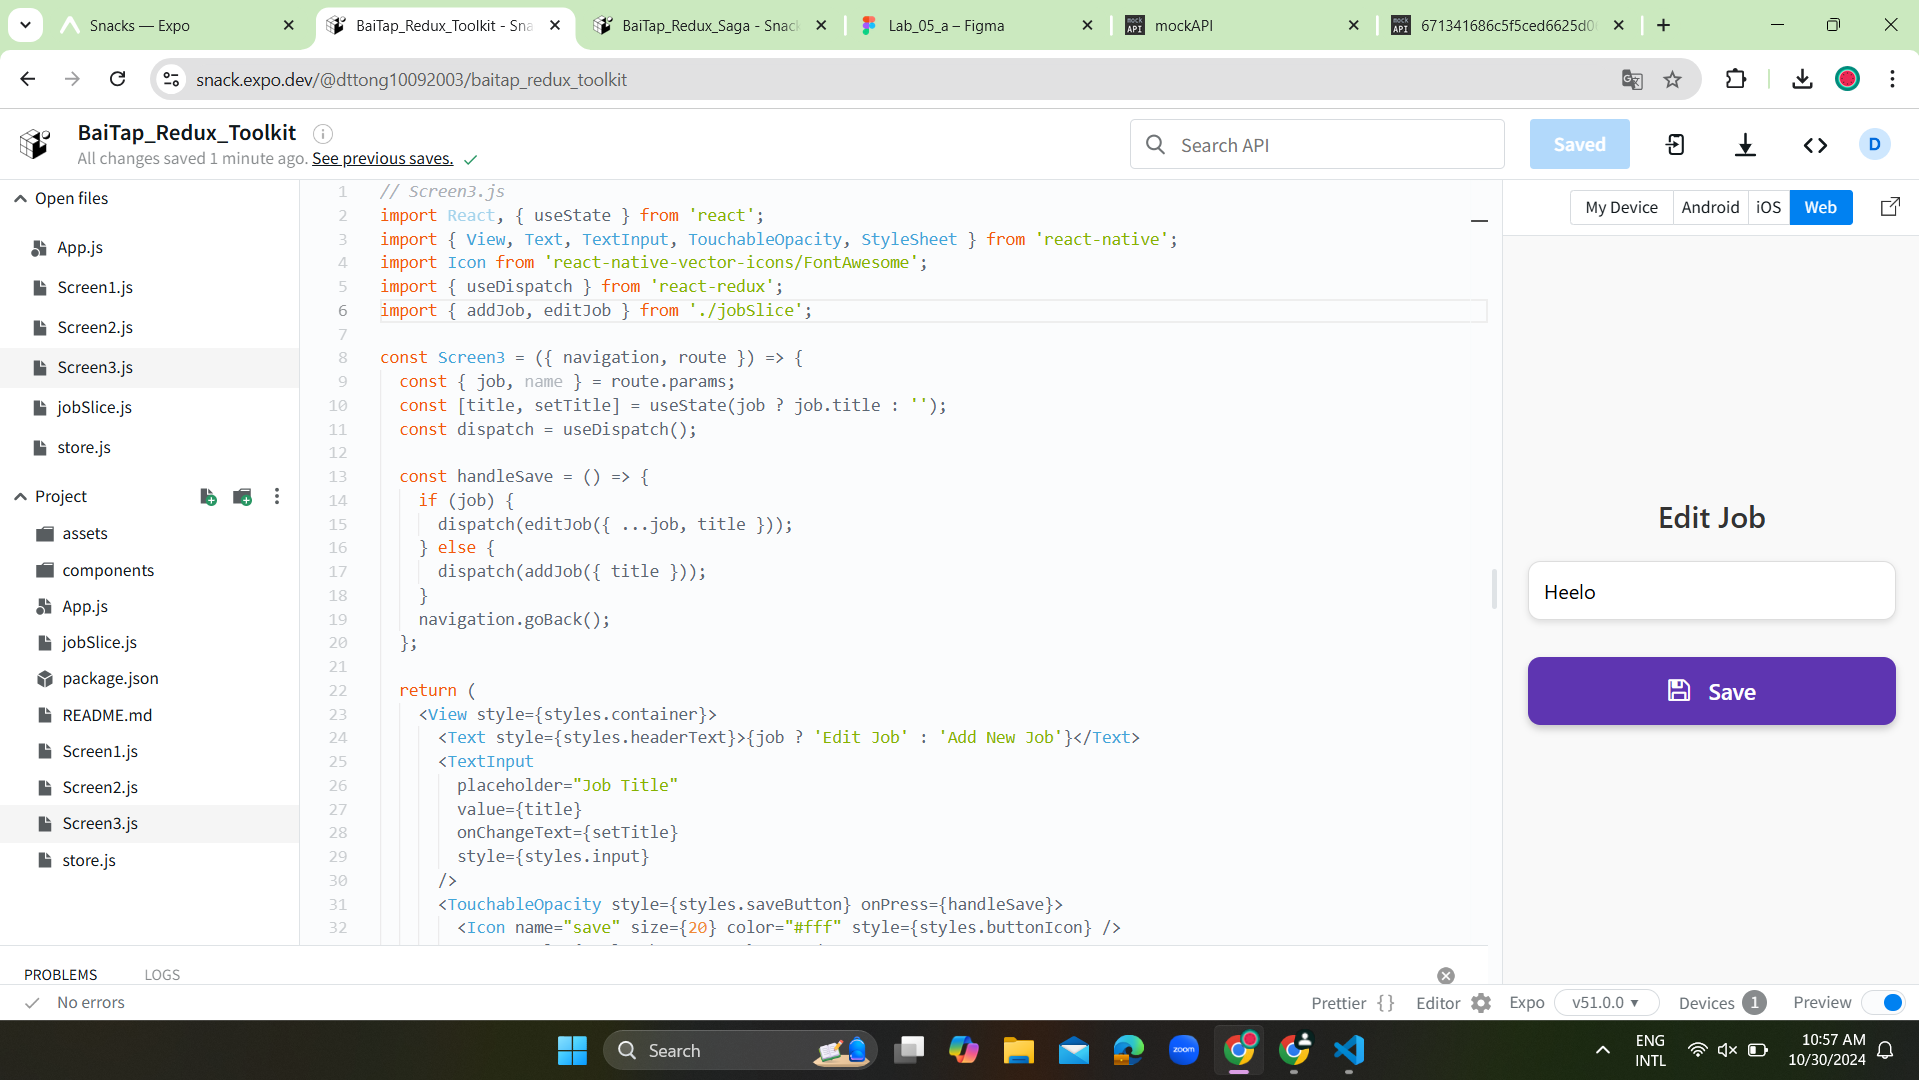 Snacks — Expo
BaiTap_Redux_Toolkit - Sna
BaiTap_Redux_Saga - Snack
Lab_05_a – Figma
mockAPI
671341686c5f5ced6625d0
snack.expo.dev/@dttong10092003/baitap_redux_toolkit
BaiTap_Redux_Toolkit
All changes saved 1 minute ago. See previous saves.
Search API
Saved
D
Open files
App.js
Screen1.js
Screen2.js
Screen3.js
jobSlice.js
store.js
Project
assets
components
App.js
jobSlice.js
package.json
README.md
Screen1.js
Screen2.js
Screen3.js
store.js
1 // Screen3.js
2 import React, { useState } from 'react';
3 import { View, Text, TextInput, TouchableOpacity, StyleSheet } from 'react-native';
4 import Icon from 'react-native-vector-icons/FontAwesome';
5 import { useDispatch } from 'react-redux';
6 import { addJob, editJob } from './jobSlice';
7
8 const Screen3 = ({ navigation, route }) => {
9 const { job, name } = route.params;
10 const [title, setTitle] = useState(job ? job.title : '');
11 const dispatch = useDispatch();
12
13 const handleSave = () => {
14 if (job) {
15 dispatch(editJob({ ...job, title }));
16 } else {
17 dispatch(addJob({ title }));
18 }
19 navigation.goBack();
20 };
21
22 return (
23 <View style={styles.container}>
24 <Text style={styles.headerText}>{job ? 'Edit Job' : 'Add New Job'}</Text>
25 <TextInput
26 placeholder="Job Title"
27 value={title}
28 onChangeText={setTitle}
29 style={styles.input}
30 />
31 <TouchableOpacity style={styles.saveButton} onPress={handleSave}>
32 <Icon name="save" size={20} color="#fff" style={styles.buttonIcon} />
My Device
Android
iOS
Web
Edit Job
Heelo
Save
PROBLEMS
LOGS
No errors
Prettier { }
Editor
Expo
v51.0.0
Devices 1
Preview
Search
zoom
ENG
INTL
10:57 AM
10/30/2024